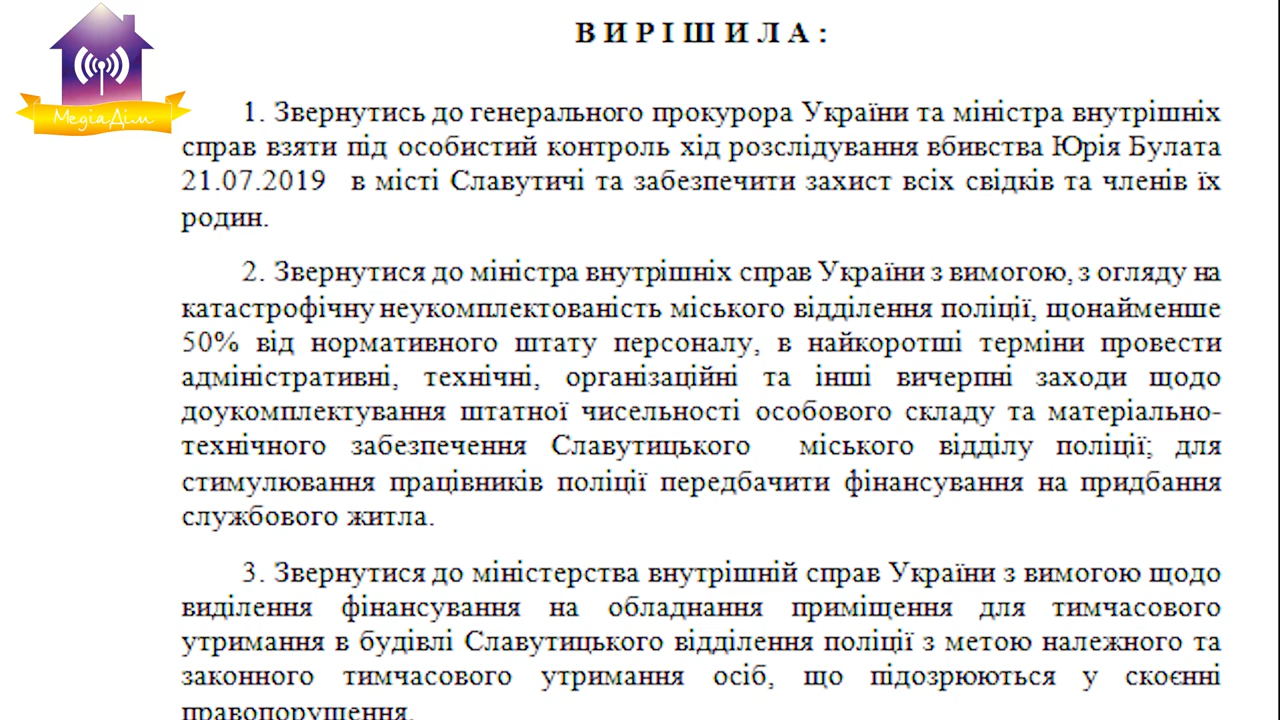 МедіаДім
В И Р І Ш И Л А :
1. Звернутись до генерального прокурора України та міністра внутрішніх
справ взяти під особистий контроль хід розслідування вбивства Юрія Булата
21.07.2019 в місті Славутичі та забезпечити захист всіх свідків та членів їх
родин.
2. Звернутися до міністра внутрішніх справ України з вимогою, з огляду на
катастрофічну неукомплектованість міського відділення поліції, щонайменше
50% від нормативного штату персоналу, в найкоротші терміни провести
адміністративні, технічні, організаційні та інші вичерпні заходи щодо
доукомплектування штатної чисельності особового складу та матеріально-
технічного забезпечення Славутицького міського відділу поліції; для
стимулювання працівників поліції передбачити фінансування на придбання
службового житла.
3. Звернутися до міністерства внутрішній справ України з вимогою щодо
виділення фінансування на обладнання приміщення для тимчасового
утримання в будівлі Славутицького відділення поліції з метою належного та
законного тимчасового утримання осіб, що підозрюються у скоєнні
правопорушення.